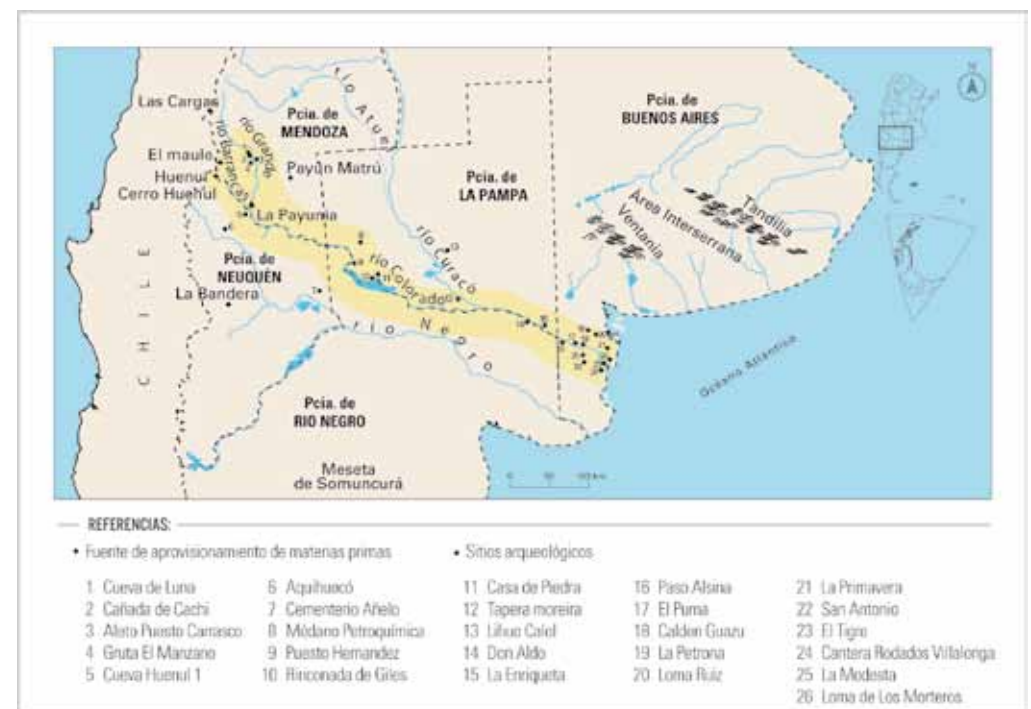 N
A
Las Cargas
Pcia. de
MENDOZA
río Atuel
Pcia. de
BUENOS AIRES
río Grande
río Barrancas
El maule
Huenul
Cerro Huenul
Payún Matrú
Pcia. de
LA PAMPA
La Payunia
Tandilia
Area Interserrana
Ventania
río Curacó
Pcia. de
NEUQUÉN
río Colorado
La Bandera
río Negro
CHILE
Océano Atlántico
Pcia. de
RIO NEGRO
Meseta
de Somuncurá
REFERENCIAS:
Fuente de aprovisionamiento de materias primas
Sitios arqueológicos
1 Cueva de Luna
2 Cañada de Cachi
3 Aleto Puesto Carrasco
4 Gruta El Manzano
5 Cueva Huenul 1
6 Aquihuecó
7 Cementerio Añelo
8 Médano Petroquímica
9 Puesto Hernandez
10 Rinconada de Giles
11 Casa de Piedra
12 Tapera moreira
13 Lihue Calel
14 Don Aldo
15 La Enriqueta
16 Paso Alsina
17 El Puma
18 Calden Guazu
19 La Petrona
20 Loma Ruiz
21 La Primavera
22 San Antonio
23 El Tigre
24 Cantera Rodados Villalonga
25 La Modesta
26 Loma de Los Morteros